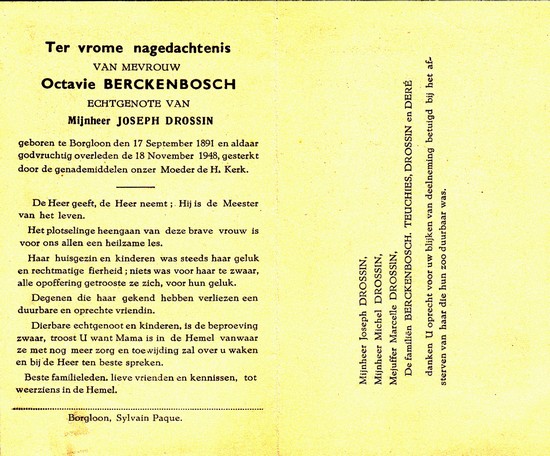 Ter vrome nagedachtenis
VAN MEVROUW
Octavie BERCKENBOSCH
ECHTGENOTE VAN
Mijnheer JOSEPH DROSSIN
geboren te Borgloon den 17 September 1891 en aldaar
godvruchtig overleden de 18 November 1948, gesterkt
door de genademiddelen onzer Moeder de H. Kerk.
De Heer geeft, de Heer neemt ; Hij is de Meester
van het leven.
Het plotselinge heengaan van deze brave vrouw is
voor ons allen een heilzame les.
Haar huisgezin en kinderen was steeds haar geluk
en rechtmatige fierheid ; niets was voor haar te zwaar,
alle opoffering getrooste ze zich, voor hun geluk.
Degenen die haar gekend hebben verliezen een
duurbare en oprechte vriendin.
Dierbare echtgenoot en kinderen, is de beproeving
zwaar, troost U want Mama is in de Hemel vanwaar
ze met nog meer zorg en toewijding zal over u waken
en bij de Heer ten beste spreken.
Beste familieleden, lieve vrienden en kennissen, tot
weerziens in de Hemel.
Borgloon, Sylvain Paque.
Mijnheer Joseph DROSSIN,
Mijnheer Michel DROSSIN,
Mejuffer Marcelle DROSSIN,
De familiën BERCKENBOSCH, TEUCHIES, DROSSIN en DERÉ
danken U oprecht voor uw blijken van deelneming betuigd bij het af-
sterven van haar die hun zoo duurbaar was.